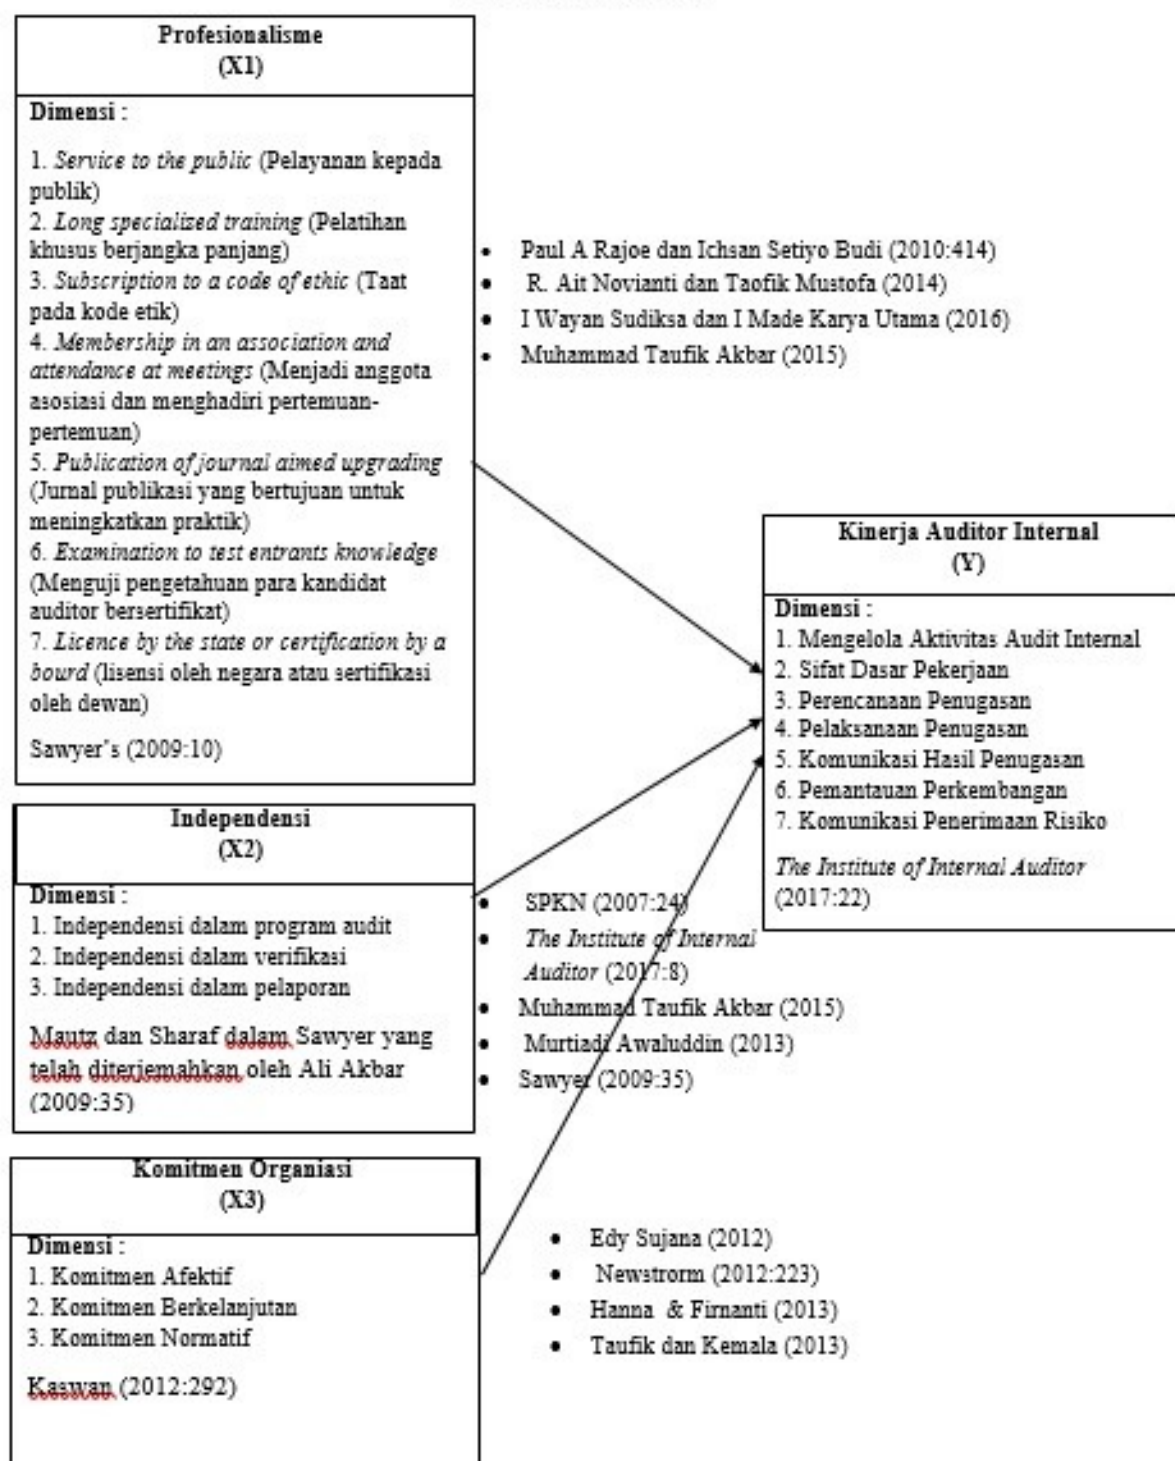 Profesionalisme
(X1)
Dimensi :
1. Service to the public (Pelayanan kepada
publik)
2. Long specialized training (Pelatihan
khusus berjangka panjang)
3. Subscription to a code of ethic (Taat
pada kode etik)
4. Membership in an association and
attendance at meetings (Menjadi anggota
asosiasi dan menghadiri pertemuan-
pertemuan)
5. Publication of journal aimed upgrading
(Jurnal publikasi yang bertujuan untuk
meningkatkan praktik)
6. Examination to test entrants knowledge
(Menguji pengetahuan para kandidat
auditor bersertifikat)
7. Licence by the state or certification by a
bourd (lisensi oleh negara atau sertifikasi
oleh dewan)
Sawyer's (2009:10)
• Paul A Rajoe dan Ichsan Setiyo Budi (2010:414)
• R. Ait Novianti dan Taofik Mustofa (2014)
• I Wayan Sudiksa dan I Made Karya Utama (2016)
• Muhammad Taufik Akbar (2015)
Kinerja Auditor Internal
(Y)
Dimensi :
1. Mengelola Aktivitas Audit Internal
2. Sifat Dasar Pekerjaan
3. Perencanaan Penugasan
4. Pelaksanaan Penugasan
5. Komunikasi Hasil Penugasan
6. Pemantauan Perkembangan
7. Komunikasi Penerimaan Risiko
The Institute of Internal Auditor
(2017:22)
Independensi
(X2)
Dimensi :
1. Independensi dalam program audit
2. Independensi dalam verifikasi
3. Independensi dalam pelaporan
Mautz dan Sharaf dalam Sawyer yang
telah diterjemahkan oleh Ali Akbar
(2009:35)
• SPKN (2007:24)
• The Institute of Internal
Auditor (2017:8)
• Muhammad Taufik Akbar (2015)
• Murtiadi Awaluddin (2013)
• Sawyer (2009:35)
Komitmen Organiasi
(X3)
Dimensi :
1. Komitmen Afektif
2. Komitmen Berkelanjutan
3. Komitmen Normatif
Kaswan (2012:292)
• Edy Sujana (2012)
• Newstrorm (2012:223)
• Hanna & Firnanti (2013)
• Taufik dan Kemala (2013)